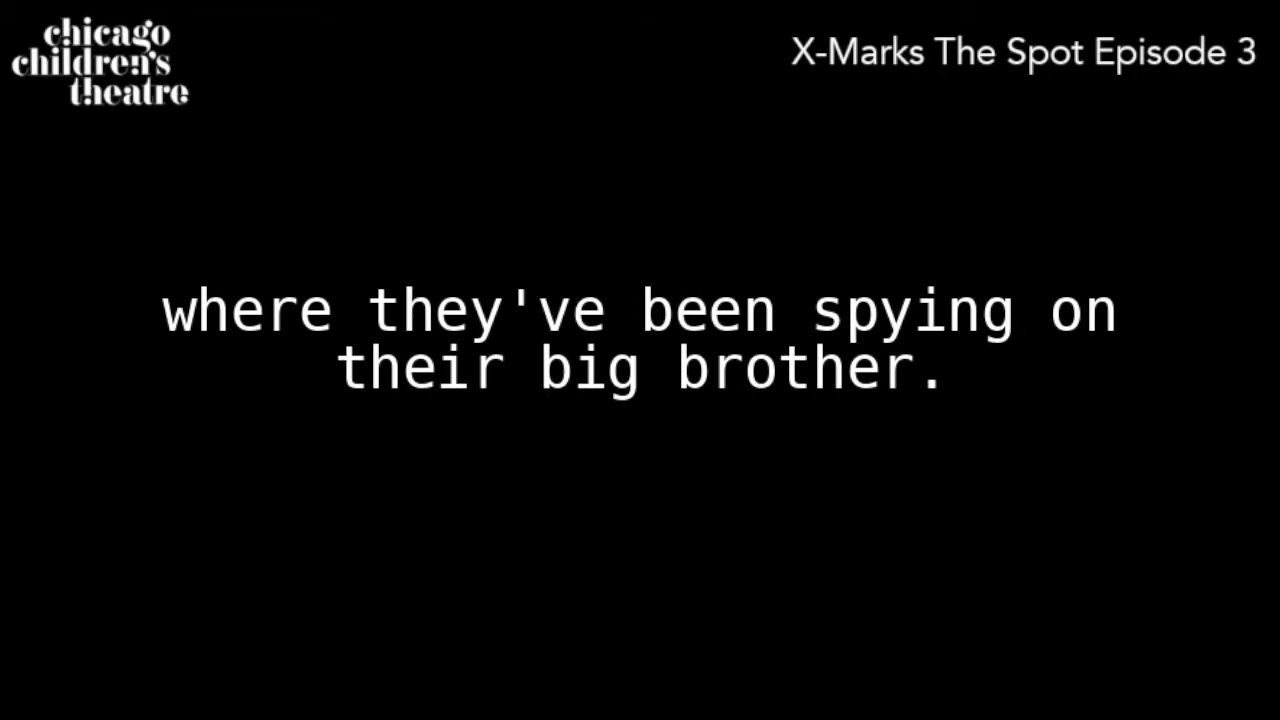 chicago
children's
theatre
X-Marks The Spot Episode 3
where they've been spying on
their big brother.